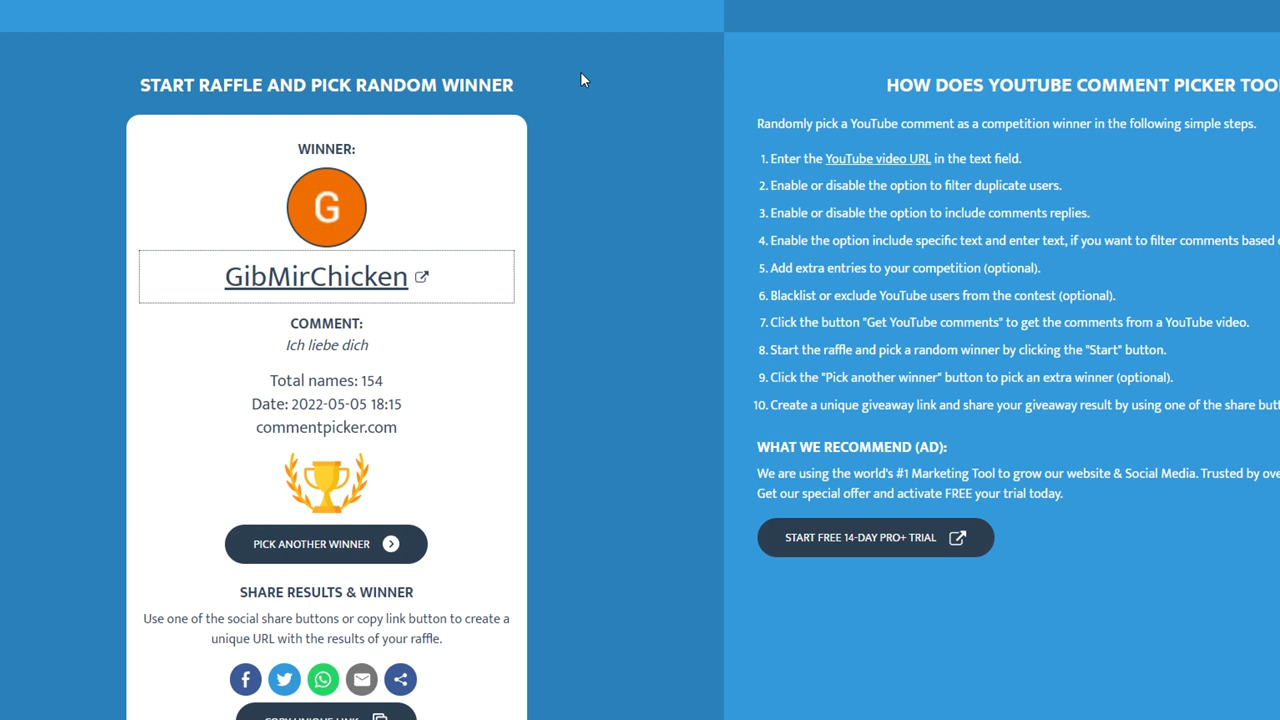 START RAFFLE AND PICK RANDOM WINNER
WINNER:
G
GibMirChicken
COMMENT:
Ich liebe dich
Total names: 154
Date: 2022-05-05 18:15
commentpicker.com
PICK ANOTHER WINNER
SHARE RESULTS & WINNER
Use one of the social share buttons or copy link button to create a
unique URL with the results of your raffle.
COPY UNIQUE LINK
HOW DOES YOUTUBE COMMENT PICKER TOO
Randomly pick a YouTube comment as a competition winner in the following simple steps.
1. Enter the YouTube video URL in the text field.
2. Enable or disable the option to filter duplicate users.
3. Enable or disable the option to include comments replies.
4. Enable the option include specific text and enter text, if you want to filter comments based
5. Add extra entries to your competition (optional).
6. Blacklist or exclude YouTube users from the contest (optional).
7. Click the button "Get YouTube comments" to get the comments from a YouTube video.
8. Start the raffle and pick a random winner by clicking the "Start" button.
9. Click the "Pick another winner" button to pick an extra winner (optional).
10. Create a unique giveaway link and share your giveaway result by using one of the share butt
WHAT WE RECOMMEND (AD):
We are using the world's #1 Marketing Tool to grow our website & Social Media. Trusted by ove
Get our special offer and activate FREE your trial today.
START FREE 14-DAY PRO+ TRIAL